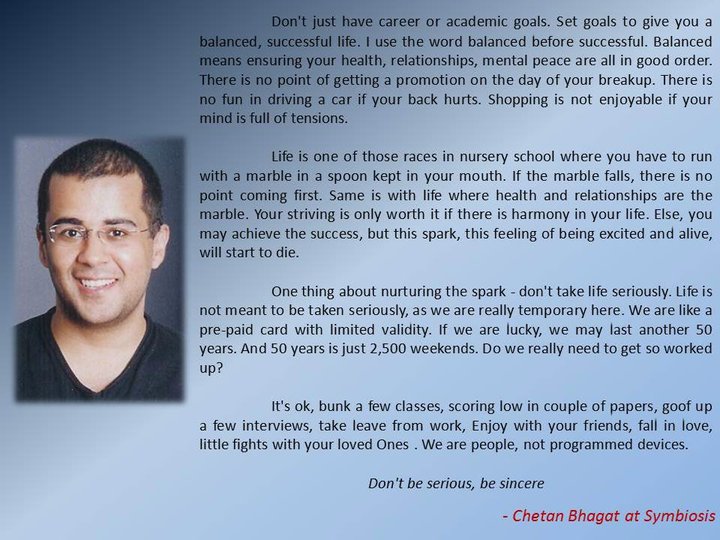 Don't just have career or academic goals. Set goals to give you a
balanced, successful life. I use the word balanced before successful. Balanced
means ensuring your health, relationships, mental peace are all in good order.
There is no point of getting a promotion on the day of your breakup. There is
no fun in driving a car if your back hurts. Shopping is not enjoyable if your
mind is full of tensions.
Life is one of those races in nursery school where you have to run
with a marble in a spoon kept in your mouth. If the marble falls, there is no
point coming first. Same is with life where health and relationships are the
marble. Your striving is only worth it if there is harmony in your life. Else, you
may achieve the success, but this spark, this feeling of being excited and alive,
will start to die.
One thing about nurturing the spark - don't take life seriously. Life is
not meant to be taken seriously, as we are really temporary here. We are like a
pre-paid card with limited validity. If we are lucky, we may last another 50
years. And 50 years is just 2,500 weekends. Do we really need to get so worked
up?
It's ok, bunk a few classes, scoring low in couple of papers, goof up
a few interviews, take leave from work, Enjoy with your friends, fall in love,
little fights with your loved Ones . We are people, not programmed devices.
Don't be serious, be sincere
- Chetan Bhagat at Symbiosis